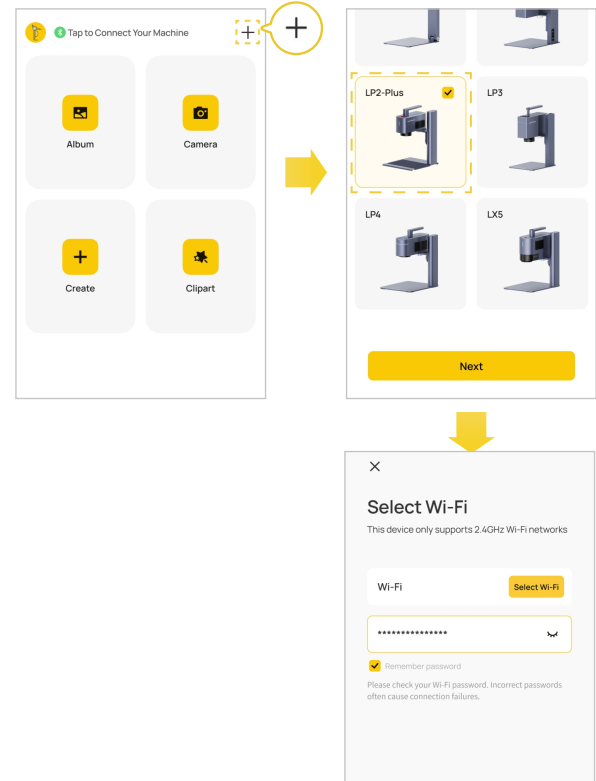 Tap to Connect Your Machine
Album
Camera
Create
Clipart
LP2-Plus
LP3
LP4
LX5
Next
Select Wi-Fi
This device only supports 2.4GHz Wi-Fi networks
Wi-Fi
Select Wi-Fi
***************
Remember password
Please check your Wi-Fi password. Incorrect passwords
often cause connection failures.